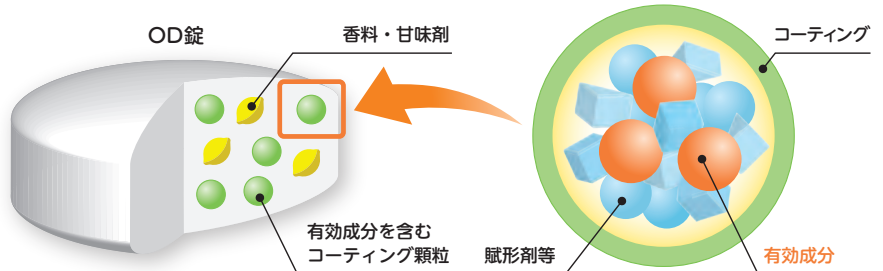 OD錠
香料・甘味剤
コーティング
有効成分を含む
コーティング顆粒
賦形剤等
有効成分